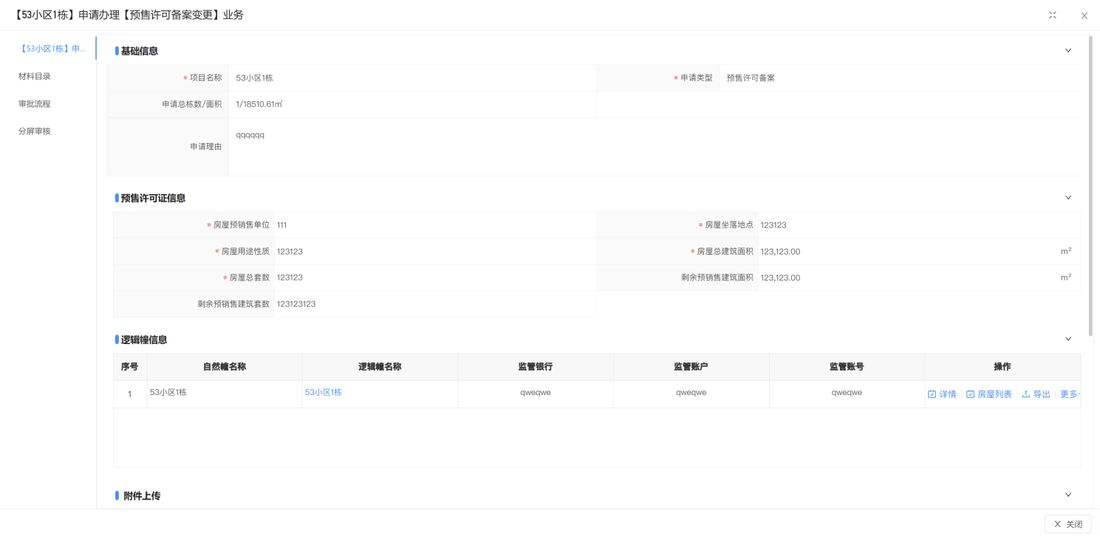 【53小区1栋】申请办理【预售许可备案变更】业务
【53小区1栋】申...
材料目录
审批流程
分屏审核
基础信息
* 项目名称 53小区1栋 * 申请类型 预售许可备案
申请总栋数/面积 1/18510.61㎡
申请理由 qqqqqq
预售许可证信息
* 房屋预销售单位 111 * 房屋坐落地点 123123
* 房屋用途性质 123123 * 房屋总建筑面积 123,123.00 m²
* 房屋总套数 123123 剩余预销售建筑面积 123,123.00 m²
剩余预销售建筑套数 123123123
逻辑幢信息
序号 自然幢名称 逻辑幢名称 监管银行 监管账户 监管账号 操作
1 53小区1栋 53小区1栋 qweqwe qweqwe qweqwe 详情 房屋列表 导出 更多
附件上传
关闭